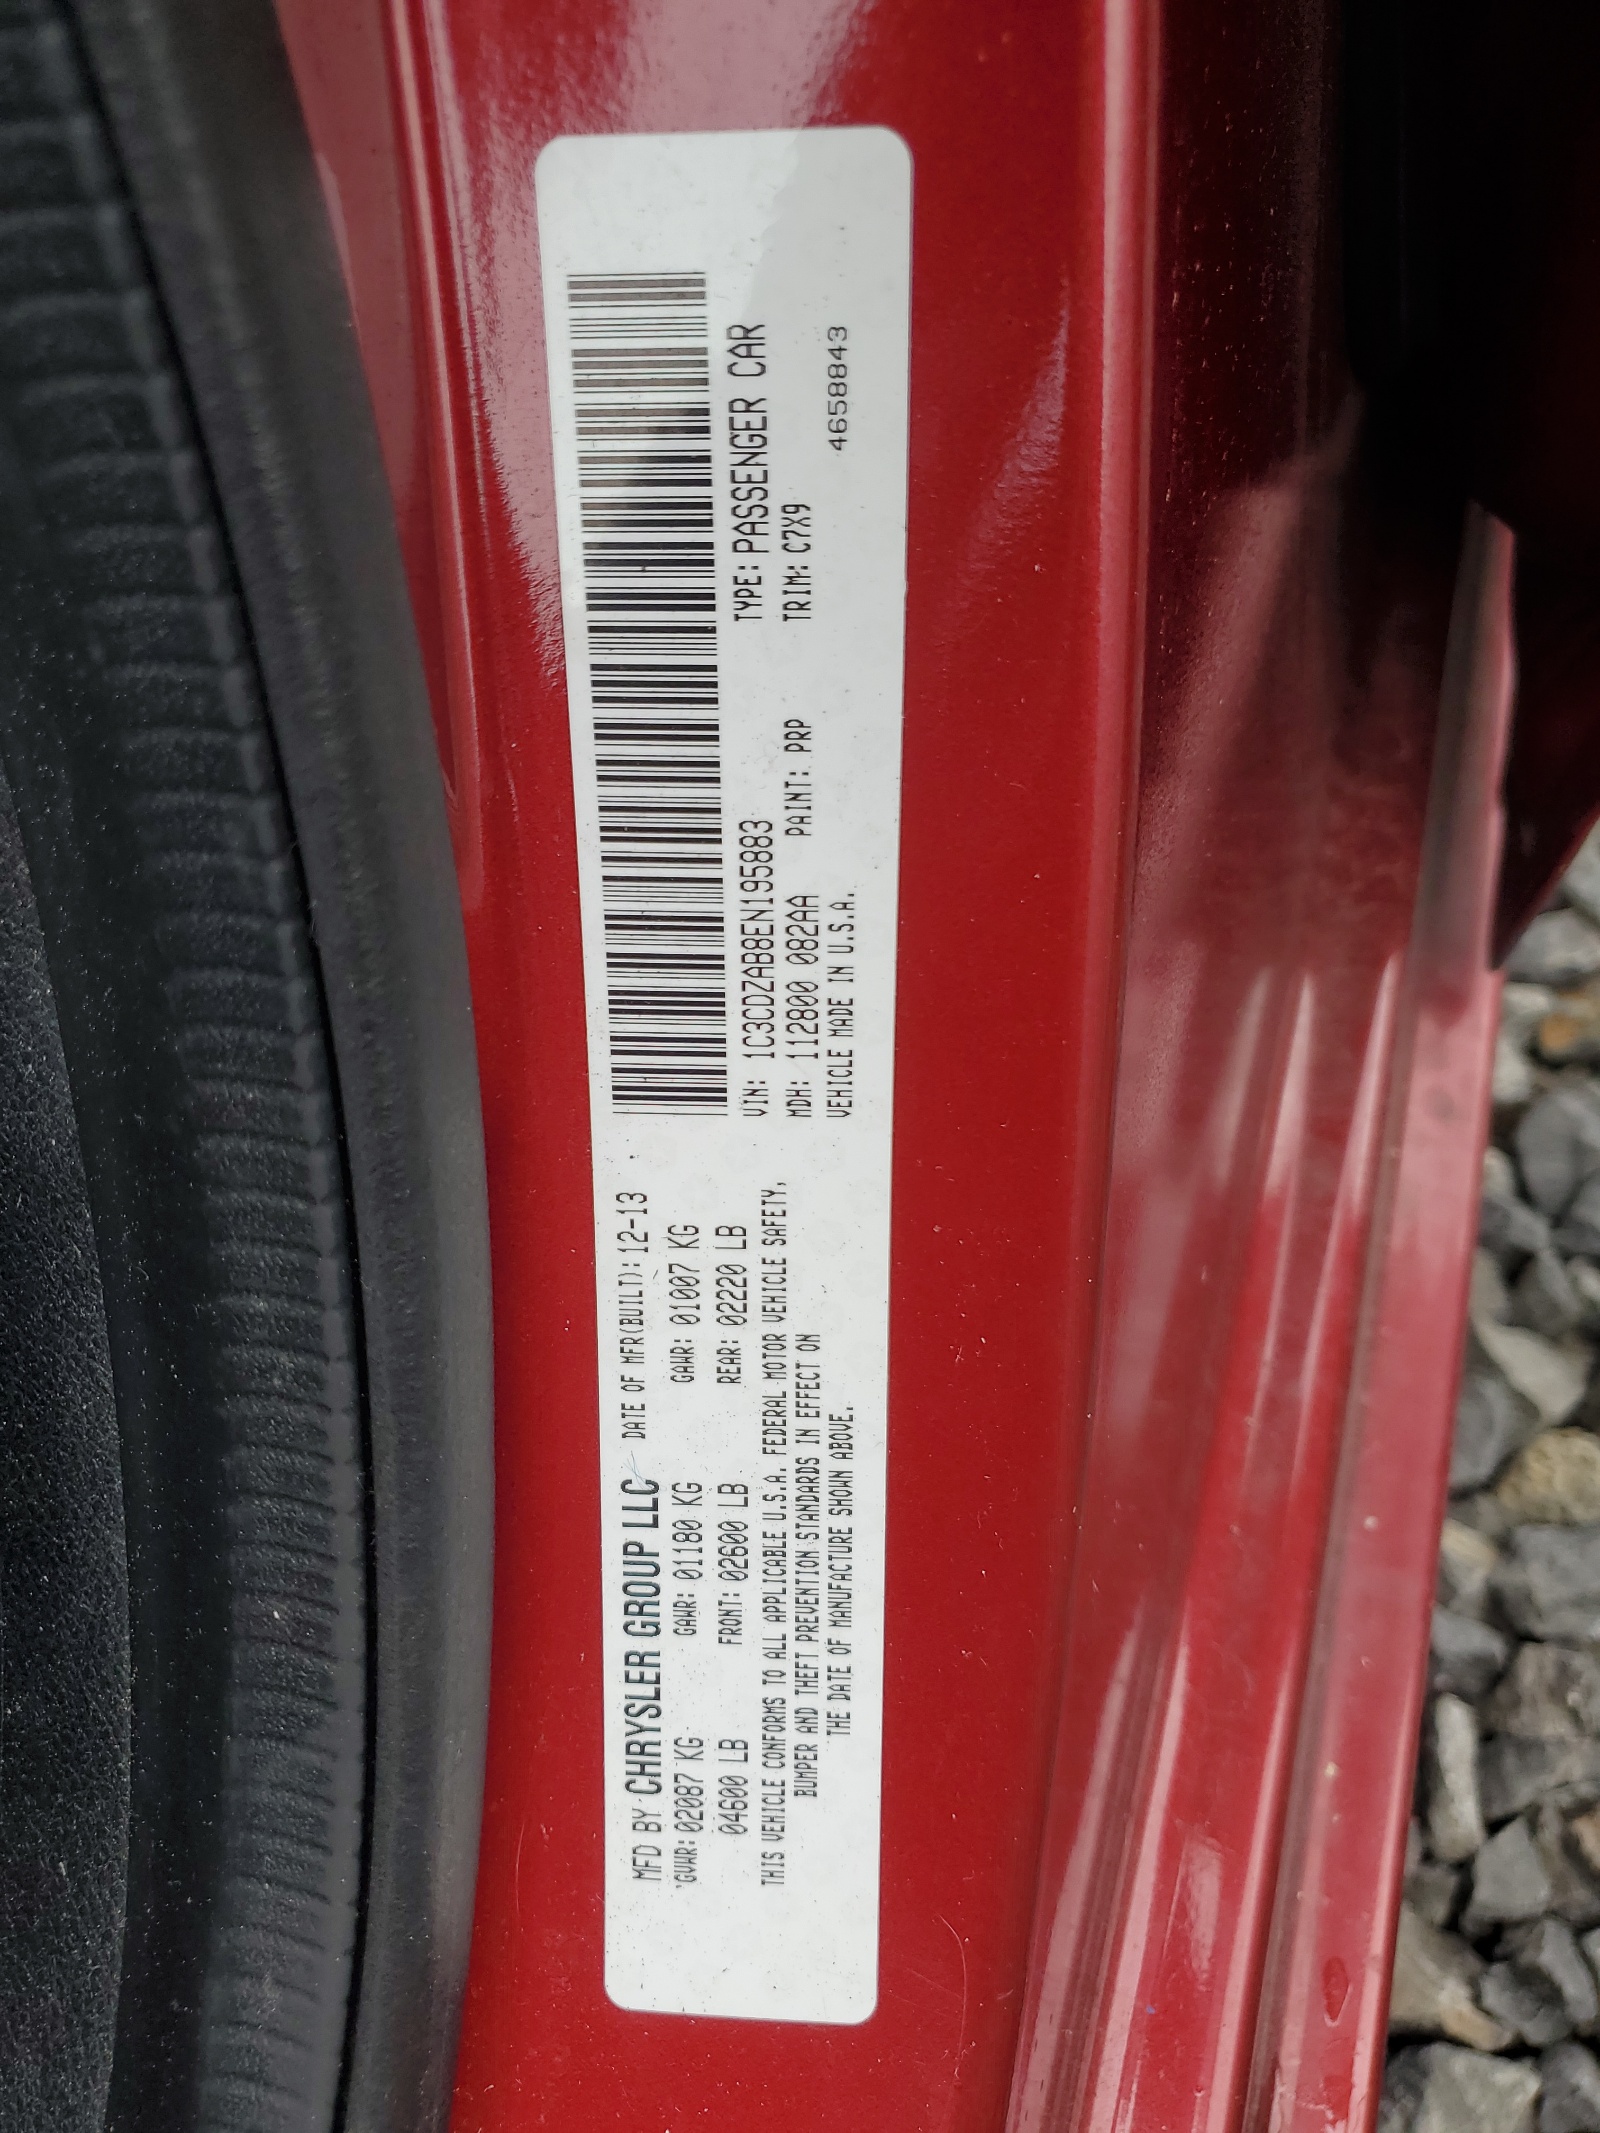 MFD BY CHRYSLER GROUP LLC DATE OF MFR(BUILT): 12-13
GVWR: 02087 KG GAWR: 01180 KG GAWR: 01007 KG
04600 LB FRONT: 02600 LB REAR: 02220 LB
THIS VEHICLE CONFORMS TO ALL APPLICABLE U.S.A. FEDERAL MOTOR VEHICLE SAFETY,
BUMPER AND THEFT PREVENTION STANDARDS IN EFFECT ON
THE DATE OF MANUFACTURE SHOWN ABOVE.
VIN: 1C3CDZAB8EN195883 TYPE: PASSENGER CAR
MDH: 112800 082AA PAINT: PRP TRIM: C7X9
VEHICLE MADE IN U.S.A. 4658843